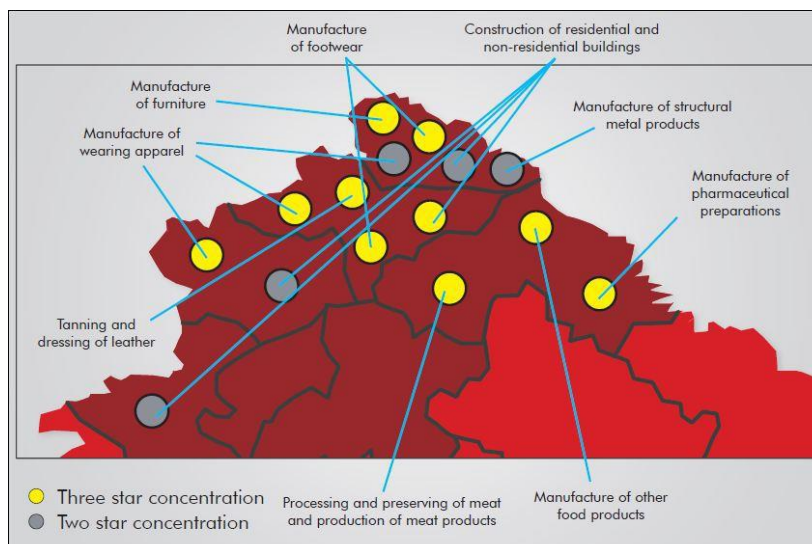 Manufacture
of footwear
Construction of residential and
non-residential buildings
Manufacture
of furniture
Manufacture of structural
metal products
Manufacture of
wearing apparel
Manufacture of
pharmaceutical
preparations
Tanning and
dressing of leather
Three star concentration
Two star concentration
Processing and preserving of meat
and production of meat products
Manufacture of other
food products